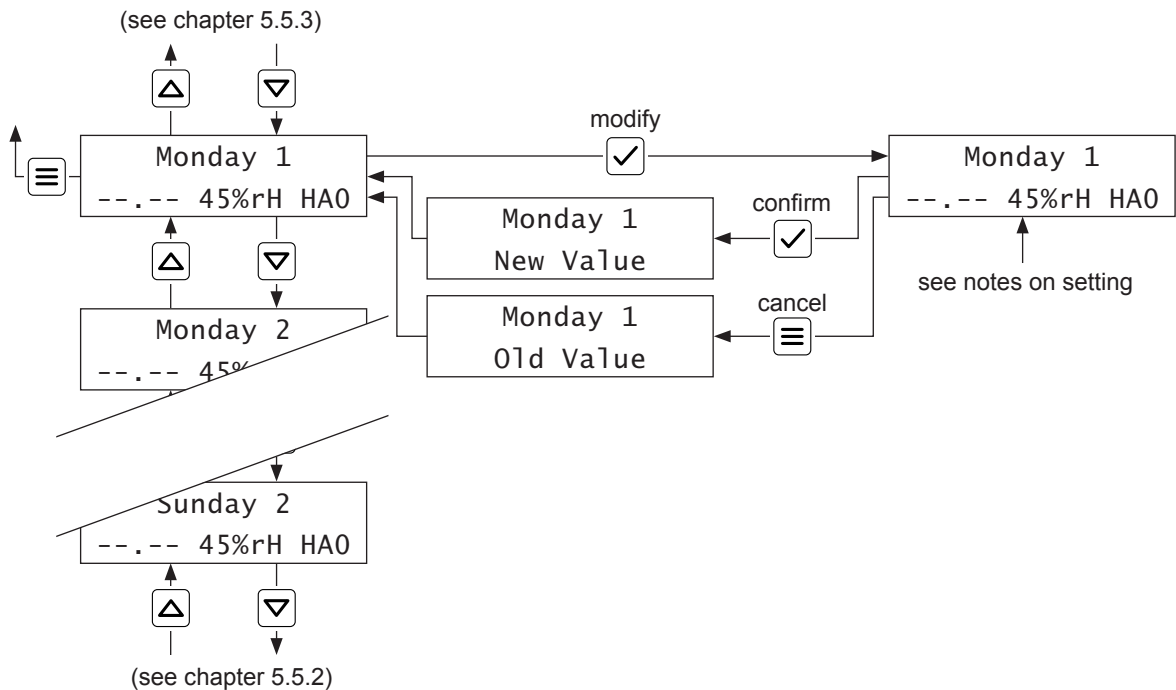 (see chapter 5.5.3)
modify
Monday 1
--.-- 45%rH HA0
Monday 1
--.-- 45%rH HA0
confirm
Monday 1
New Value
see notes on setting
cancel
Monday 1
Old Value
Monday 2
--.-- 45%
Sunday 2
--.-- 45%rH HA0
(see chapter 5.5.2)